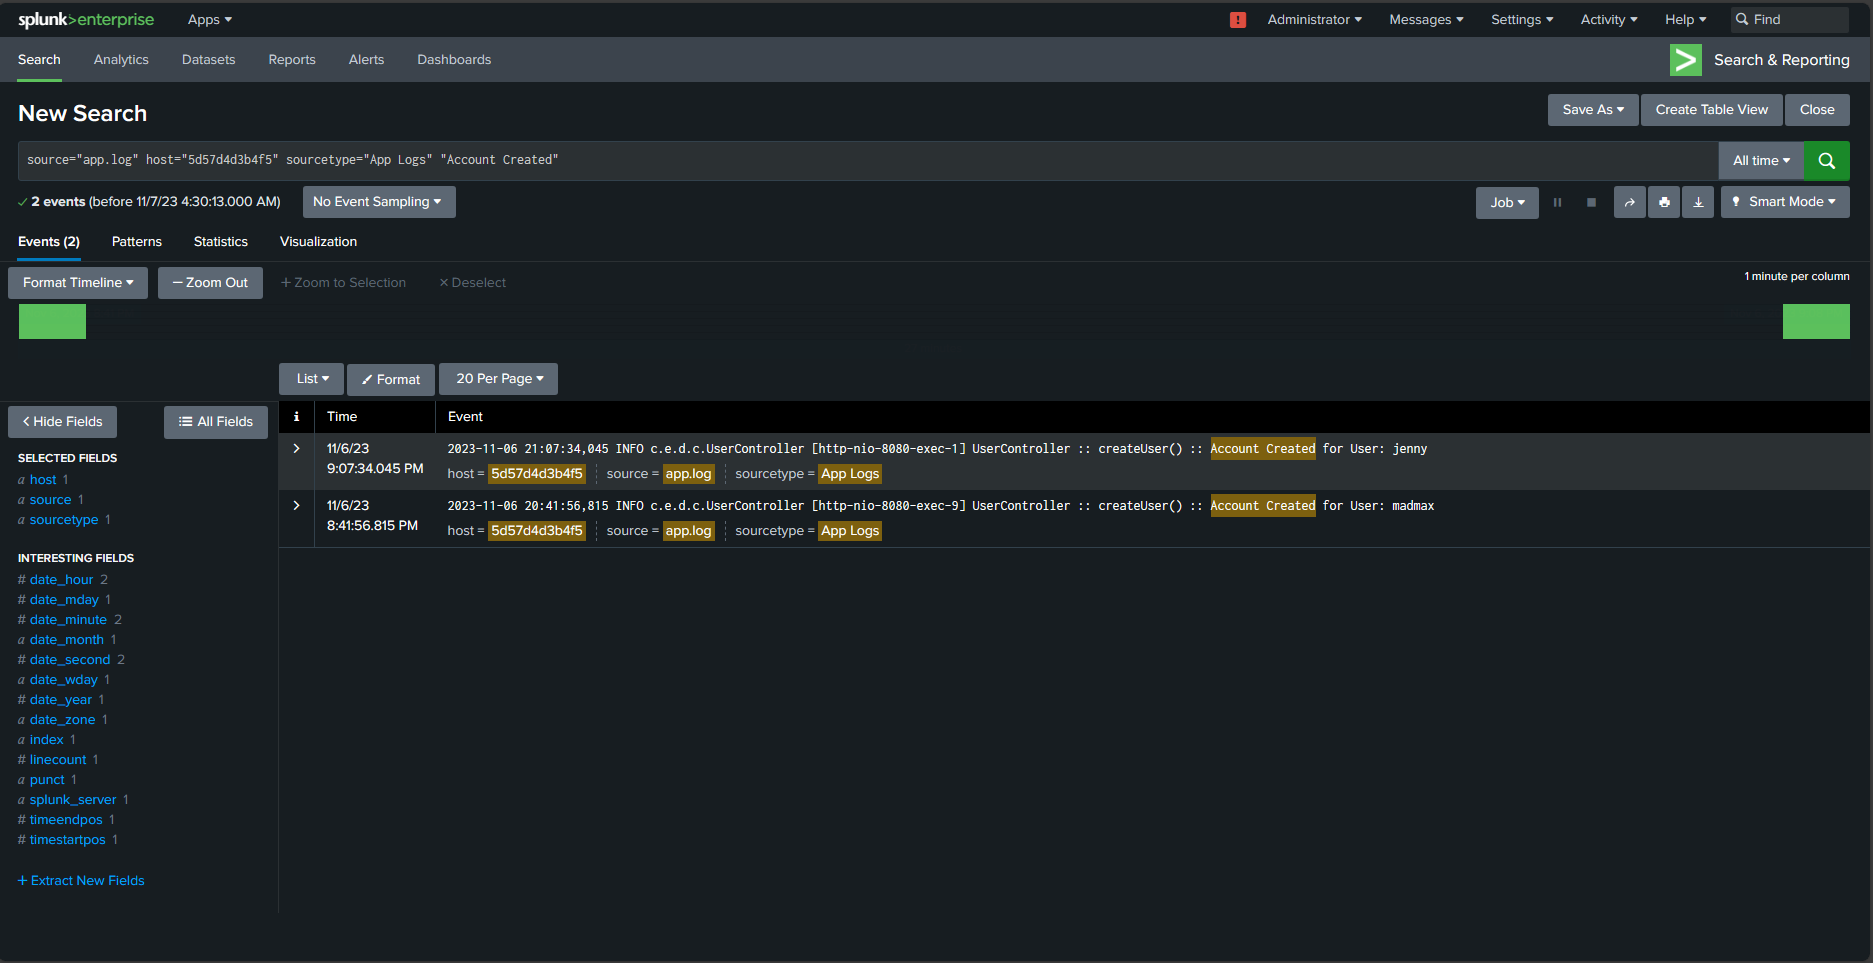 splunk>enterprise Apps Administrator Messages Settings Activity Help Find
Search Analytics Datasets Reports Alerts Dashboards Search & Reporting
New Search Save As Create Table View Close
source="app.log" host="5d57d4d3b4f5" sourcetype="App Logs" "Account Created" All time
2 events (before 11/7/23 4:30:13.000 AM) No Event Sampling Job Smart Mode
Events (2) Patterns Statistics Visualization
Format Timeline — Zoom Out + Zoom to Selection × Deselect 1 minute per column
List Format 20 Per Page
< Hide Fields All Fields
i Time Event
> 11/6/23 2023-11-06 21:07:34,045 INFO c.e.d.c.UserController [http-nio-8080-exec-1] UserController :: createUser() :: Account Created for User: jenny
9:07:34.045 PM host = 5d57d4d3b4f5 source = app.log sourcetype = App Logs
> 11/6/23 2023-11-06 20:41:56,815 INFO c.e.d.c.UserController [http-nio-8080-exec-9] UserController :: createUser() :: Account Created for User: madmax
8:41:56.815 PM host = 5d57d4d3b4f5 source = app.log sourcetype = App Logs
SELECTED FIELDS
a host 1
a source 1
a sourcetype 1
INTERESTING FIELDS
# date_hour 2
# date_mday 1
# date_minute 2
a date_month 1
# date_second 2
a date_wday 1
# date_year 1
a date_zone 1
a index 1
# linecount 1
a punct 1
a splunk_server 1
# timeendpos 1
# timestartpos 1
+ Extract New Fields